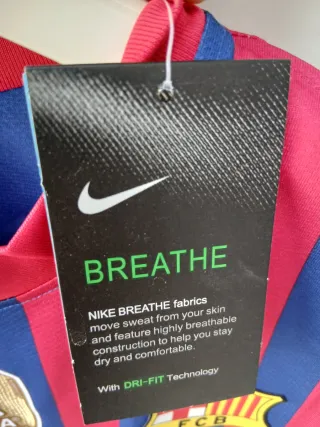 BREATHE
NIKE BREATHE fabrics
move sweat from your skin
and feature highly breathable
construction to help you stay
dry and comfortable.
With DRI-FIT Technology
FCB